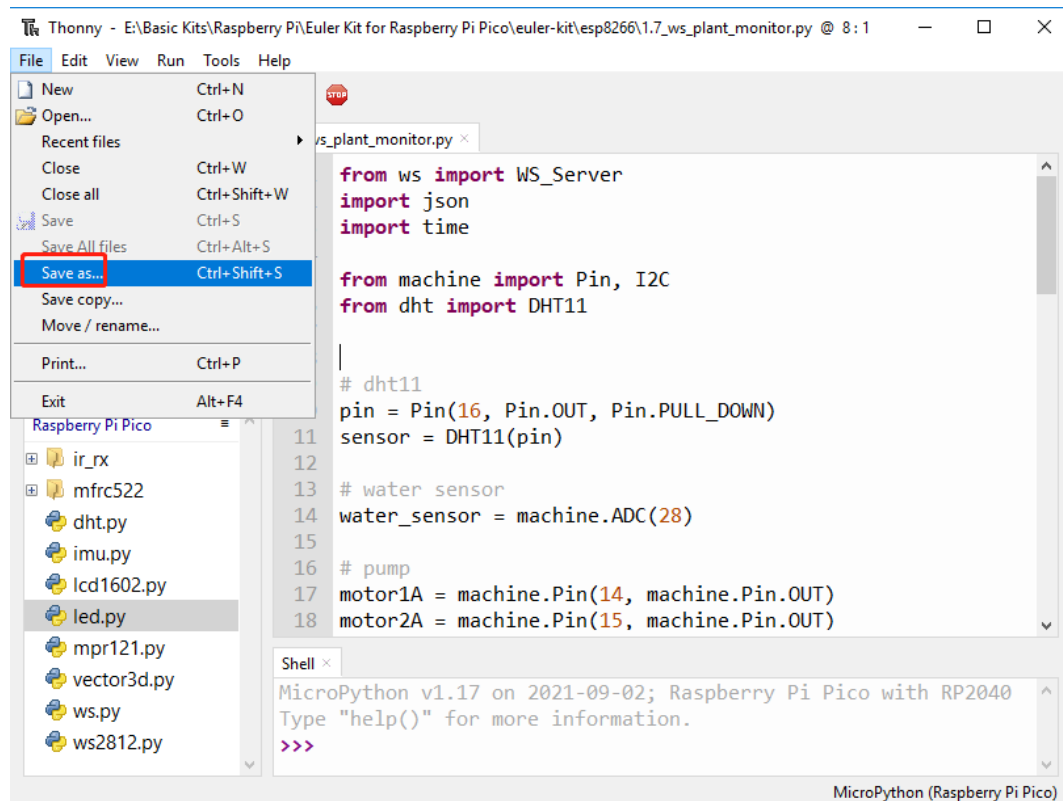 Thonny - E:\Basic Kits\Raspberry Pi\Euler Kit for Raspberry Pi Pico\euler-kit\esp8266\1.7_ws_plant_monitor.py @ 8:1
File Edit View Run Tools Help
New Ctrl+N
Open... Ctrl+O
Recent files
Close Ctrl+W
Close all Ctrl+Shift+W
Save Ctrl+S
Save All files Ctrl+Alt+S
Save as... Ctrl+Shift+S
Save copy...
Move / rename...
Print... Ctrl+P
Exit Alt+F4
STOP
ws_plant_monitor.py
from ws import WS_Server
import json
import time
from machine import Pin, I2C
from dht import DHT11
# dht11
pin = Pin(16, Pin.OUT, Pin.PULL_DOWN)
11 sensor = DHT11(pin)
12
13 # water sensor
14 water_sensor = machine.ADC(28)
15
16 # pump
17 motor1A = machine.Pin(14, machine.Pin.OUT)
18 motor2A = machine.Pin(15, machine.Pin.OUT)
Raspberry Pi Pico
ir_rx
mfrc522
dht.py
imu.py
lcd1602.py
led.py
mpr121.py
vector3d.py
ws.py
ws2812.py
Shell
MicroPython v1.17 on 2021-09-02; Raspberry Pi Pico with RP2040
Type "help()" for more information.
>>>
MicroPython (Raspberry Pi Pico)